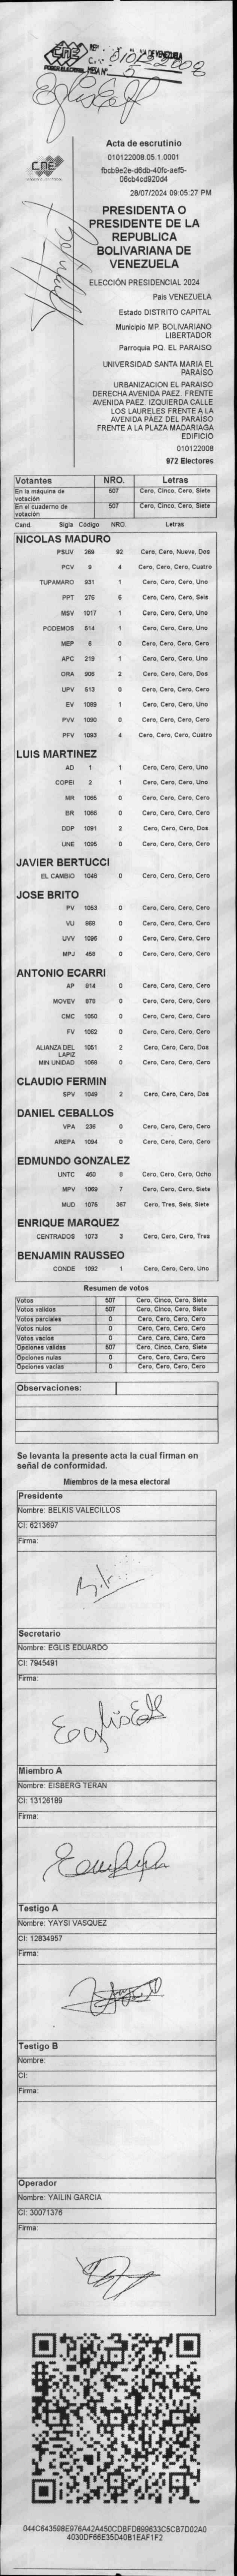 CNE
PODER ELECTORAL
010122008
Acta de escrutinio
010122008.05.1.0001
fbcb9e2e-d6db-40fc-aef5-
06cb4cd920d4
28/07/2024 09:05:27 PM
PRESIDENTA O
PRESIDENTE DE LA
REPUBLICA
BOLIVARIANA DE
VENEZUELA
ELECCIÓN PRESIDENCIAL 2024
Pais VENEZUELA
Estado DISTRITO CAPITAL
Municipio MP. BOLIVARIANO
LIBERTADOR
Parroquia PQ. EL PARAISO
UNIVERSIDAD SANTA MARIA EL
PARAÍSO
URBANIZACION EL PARAISO
DERECHA AVENIDA PAEZ. FRENTE
AVENIDA PAEZ. IZQUIERDA CALLE
LOS LAURELES FRENTE A LA
AVENIDA PAEZ DEL PARAÍSO
FRENTE A LA PLAZA MADARIAGA
EDIFICIO
010122008
972 Electores
Votantes NRO. Letras
En la máquina de votación 507 Cero, Cinco, Cero, Siete
En el cuaderno de votación 507 Cero, Cinco, Cero, Siete
Cand. Sigla Código NRO. Letras
NICOLAS MADURO
PSUV 269 92 Cero, Cero, Nueve, Dos
PCV 9 4 Cero, Cero, Cero, Cuatro
TUPAMARO 931 1 Cero, Cero, Cero, Uno
PPT 275 6 Cero, Cero, Cero, Seis
MSV 1017 1 Cero, Cero, Cero, Uno
PODEMOS 514 1 Cero, Cero, Cero, Uno
MEP 6 0 Cero, Cero, Cero, Cero
APC 219 1 Cero, Cero, Cero, Uno
ORA 906 2 Cero, Cero, Cero, Dos
UPV 513 0 Cero, Cero, Cero, Cero
EV 1089 1 Cero, Cero, Cero, Uno
PVV 1090 0 Cero, Cero, Cero, Cero
PFV 1093 4 Cero, Cero, Cero, Cuatro
LUIS MARTINEZ
AD 1 1 Cero, Cero, Cero, Uno
COPEI 2 1 Cero, Cero, Cero, Uno
MR 1065 0 Cero, Cero, Cero, Cero
BR 1066 0 Cero, Cero, Cero, Cero
DDP 1091 2 Cero, Cero, Cero, Dos
UNE 1095 0 Cero, Cero, Cero, Cero
JAVIER BERTUCCI
EL CAMBIO 1048 0 Cero, Cero, Cero, Cero
JOSE BRITO
PV 1053 0 Cero, Cero, Cero, Cero
VU 868 0 Cero, Cero, Cero, Cero
UVV 1096 0 Cero, Cero, Cero, Cero
MPJ 458 0 Cero, Cero, Cero, Cero
ANTONIO ECARRI
AP 914 0 Cero, Cero, Cero, Cero
MOVEV 978 0 Cero, Cero, Cero, Cero
CMC 1050 0 Cero, Cero, Cero, Cero
FV 1062 0 Cero, Cero, Cero, Cero
ALIANZA DEL LAPIZ 1051 2 Cero, Cero, Cero, Dos
MIN UNIDAD 1068 0 Cero, Cero, Cero, Cero
CLAUDIO FERMIN
SPV 1049 2 Cero, Cero, Cero, Dos
DANIEL CEBALLOS
VPA 236 0 Cero, Cero, Cero, Cero
AREPA 1094 0 Cero, Cero, Cero, Cero
EDMUNDO GONZALEZ
UNTC 460 8 Cero, Cero, Cero, Ocho
MPV 1069 7 Cero, Cero, Cero, Siete
MUD 1075 367 Cero, Tres, Seis, Siete
ENRIQUE MARQUEZ
CENTRADOS 1073 3 Cero, Cero, Cero, Tres
BENJAMIN RAUSSEO
CONDE 1092 1 Cero, Cero, Cero, Uno
Resumen de votos
Votos 507 Cero, Cinco, Cero, Siete
Votos validos 507 Cero, Cinco, Cero, Siete
Votos parciales 0 Cero, Cero, Cero, Cero
Votos nulos 0 Cero, Cero, Cero, Cero
Votos vacios 0 Cero, Cero, Cero, Cero
Opciones validas 507 Cero, Cinco, Cero, Siete
Opciones nulas 0 Cero, Cero, Cero, Cero
Opciones vacias 0 Cero, Cero, Cero, Cero
Observaciones:
Se levanta la presente acta la cual firman en
señal de conformidad.
Miembros de la mesa electoral
Presidente
Nombre: BELKIS VALECILLOS
CI: 6213697
Firma:
Secretario
Nombre: EGLIS EDUARDO
CI: 7945491
Firma:
Miembro A
Nombre: EISBERG TERAN
CI: 13126189
Firma:
Testigo A
Nombre: YAYSI VASQUEZ
CI: 12834957
Firma:
Testigo B
Nombre:
CI:
Firma:
Operador
Nombre: YAILIN GARCIA
CI: 30071376
Firma:
044C643598E976A42A450CDBFD899633C5CB7D02A0
4030DF66E35D40B1EAF1F2